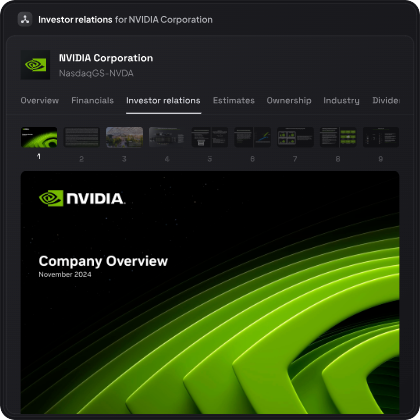 Investor relations for NVIDIA Corporation
NVIDIA Corporation
NasdaqGS-NVDA
Overview Financials Investor relations Estimates Ownership Industry
1 2 3 4 5 6 7 8 9
NVIDIA.
Company Overview
November 2024